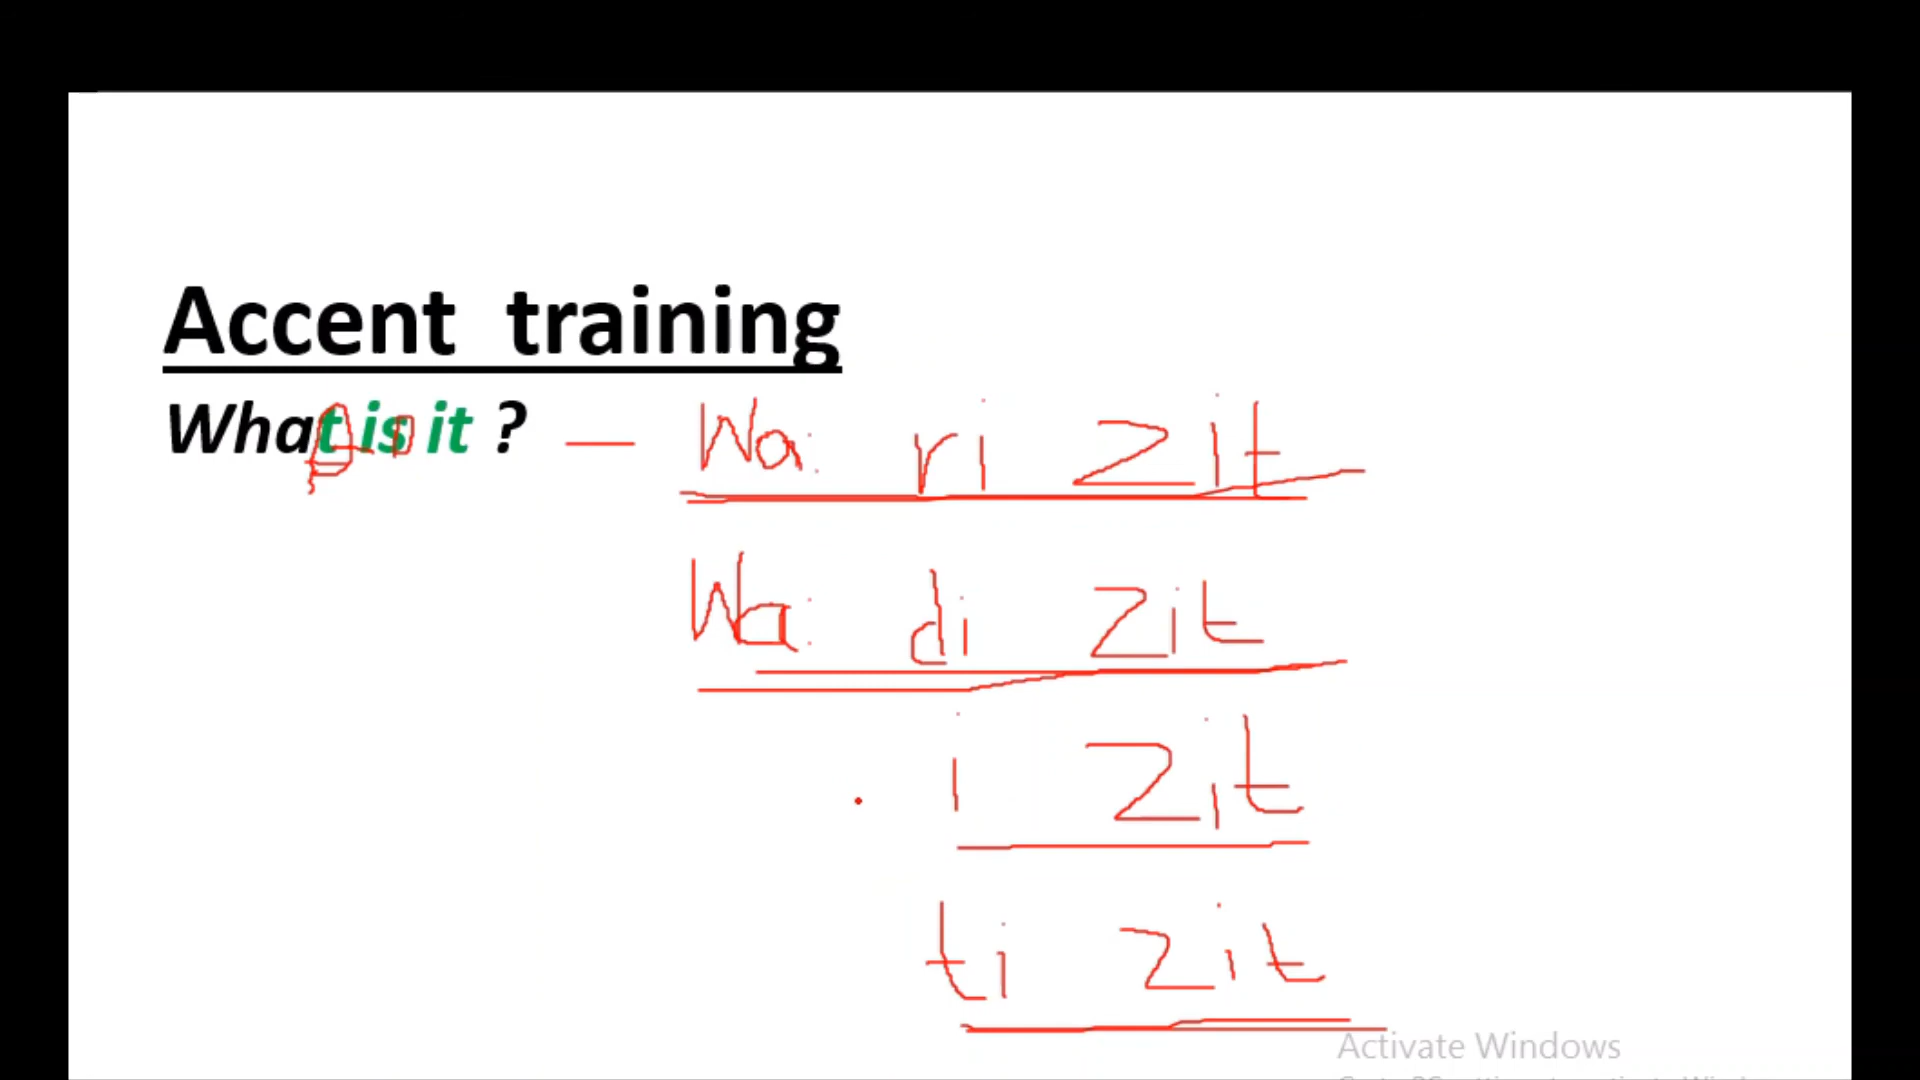 Accent training
What is it ? — Wa: ri Zit
Wa: di Zit
i Zit
ti Zit
Activate Windows